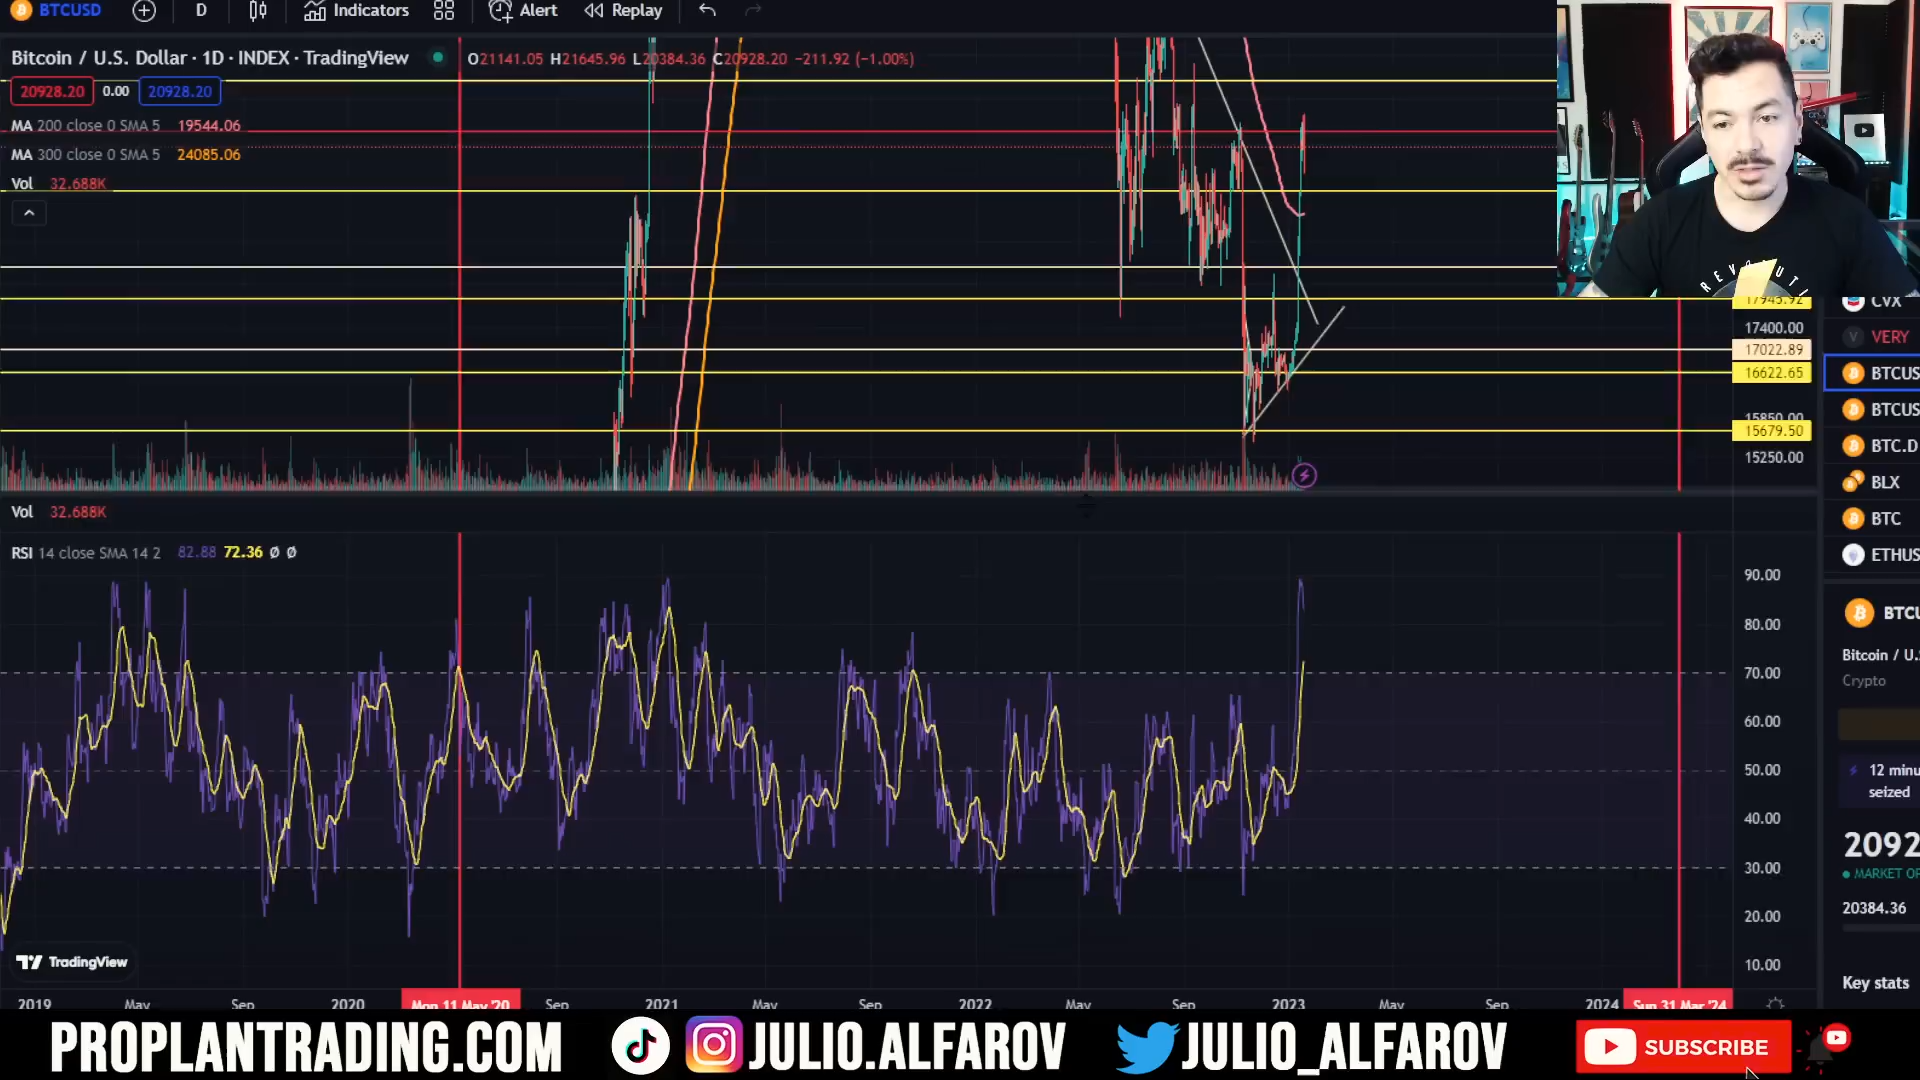 BTCUSD D Indicators Alert Replay
Bitcoin / U.S. Dollar · 1D · INDEX · TradingView O21141.05 H21645.96 L20384.36 C20928.20 −211.92 (−1.00%)
20928.20 0.00 20928.20
MA 200 close 0 SMA 5 19544.06
MA 300 close 0 SMA 5 24085.06
Vol 32.688K
REVOLUTI
17945.92
17400.00
17022.89
16622.65
15850.00
15679.50
15250.00
CVX
VERY
BTCUS
BTCUS
BTC.D
BLX
BTC
ETHUS
Vol 32.688K
RSI 14 close SMA 14 2 82.88 72.36 Ø Ø
90.00
80.00
70.00
60.00
50.00
40.00
30.00
20.00
10.00
BTCU
Bitcoin / U.
Crypto
12 minu
seized
2092
MARKET OP
20384.36
Key stats
TradingView
2019 May Sep 2020 Mon 11 May '20 Sep 2021 May Sep 2022 May Sep 2023 May Sep 2024 Sun 31 Mar '24
PROPLANTRADING.COM JULIO.ALFAROV JULIO_ALFAROV SUBSCRIBE